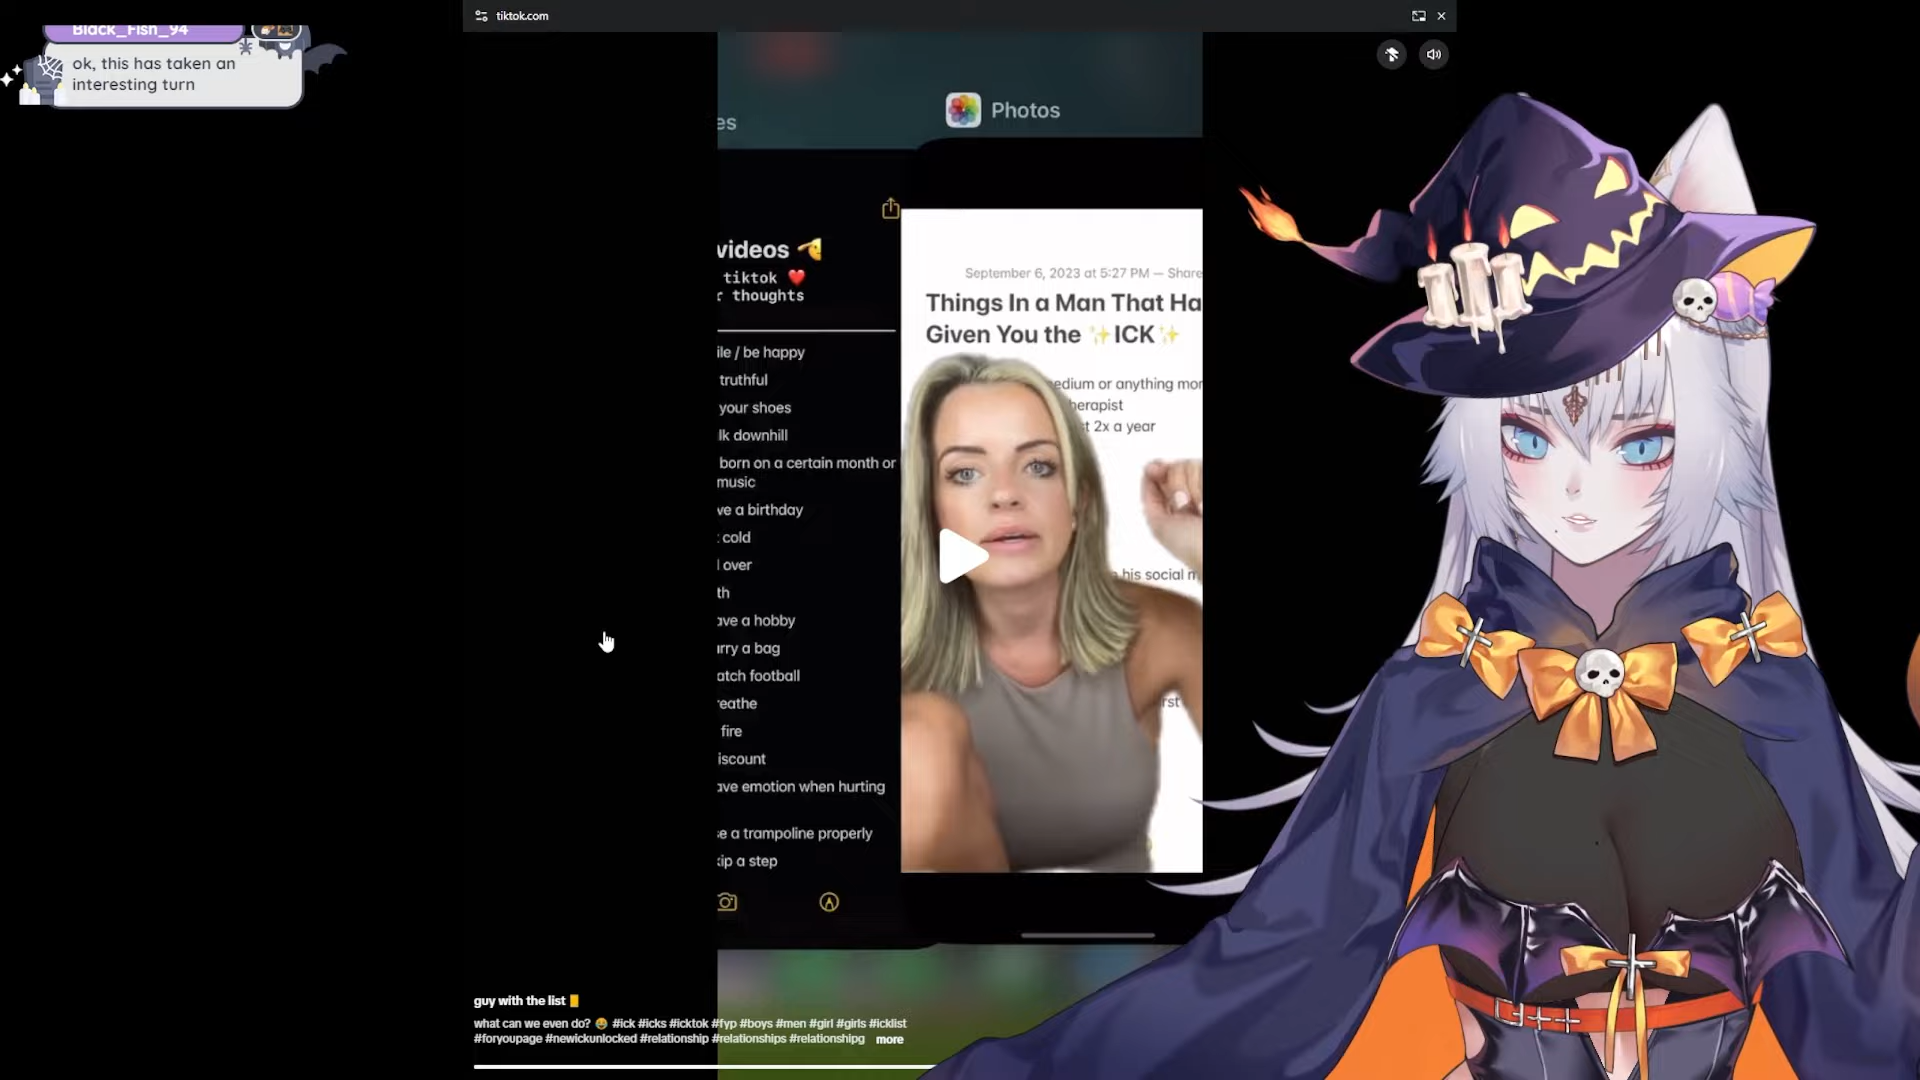 tiktok.com
Black_Fish_94
ok, this has taken an
interesting turn
es
Photos
videos
tiktok
thoughts
ile / be happy
truthful
your shoes
lk downhill
born on a certain month or
music
ve a birthday
cold
over
th
ave a hobby
rry a bag
atch football
reathe
fire
iscount
ave emotion when hurting
se a trampoline properly
kip a step
September 6, 2023 at 5:27 PM — Share
Things In a Man That Ha
Given You the ✨ICK✨
edium or anything mor
herapist
t 2x a year
his social m
rst
guy with the list
what can we even do? 😂 #ick #icks #icktok #fyp #boys #men #girl #girls #icklist
#foryoupage #newickunlocked #relationship #relationships #relationshipg more